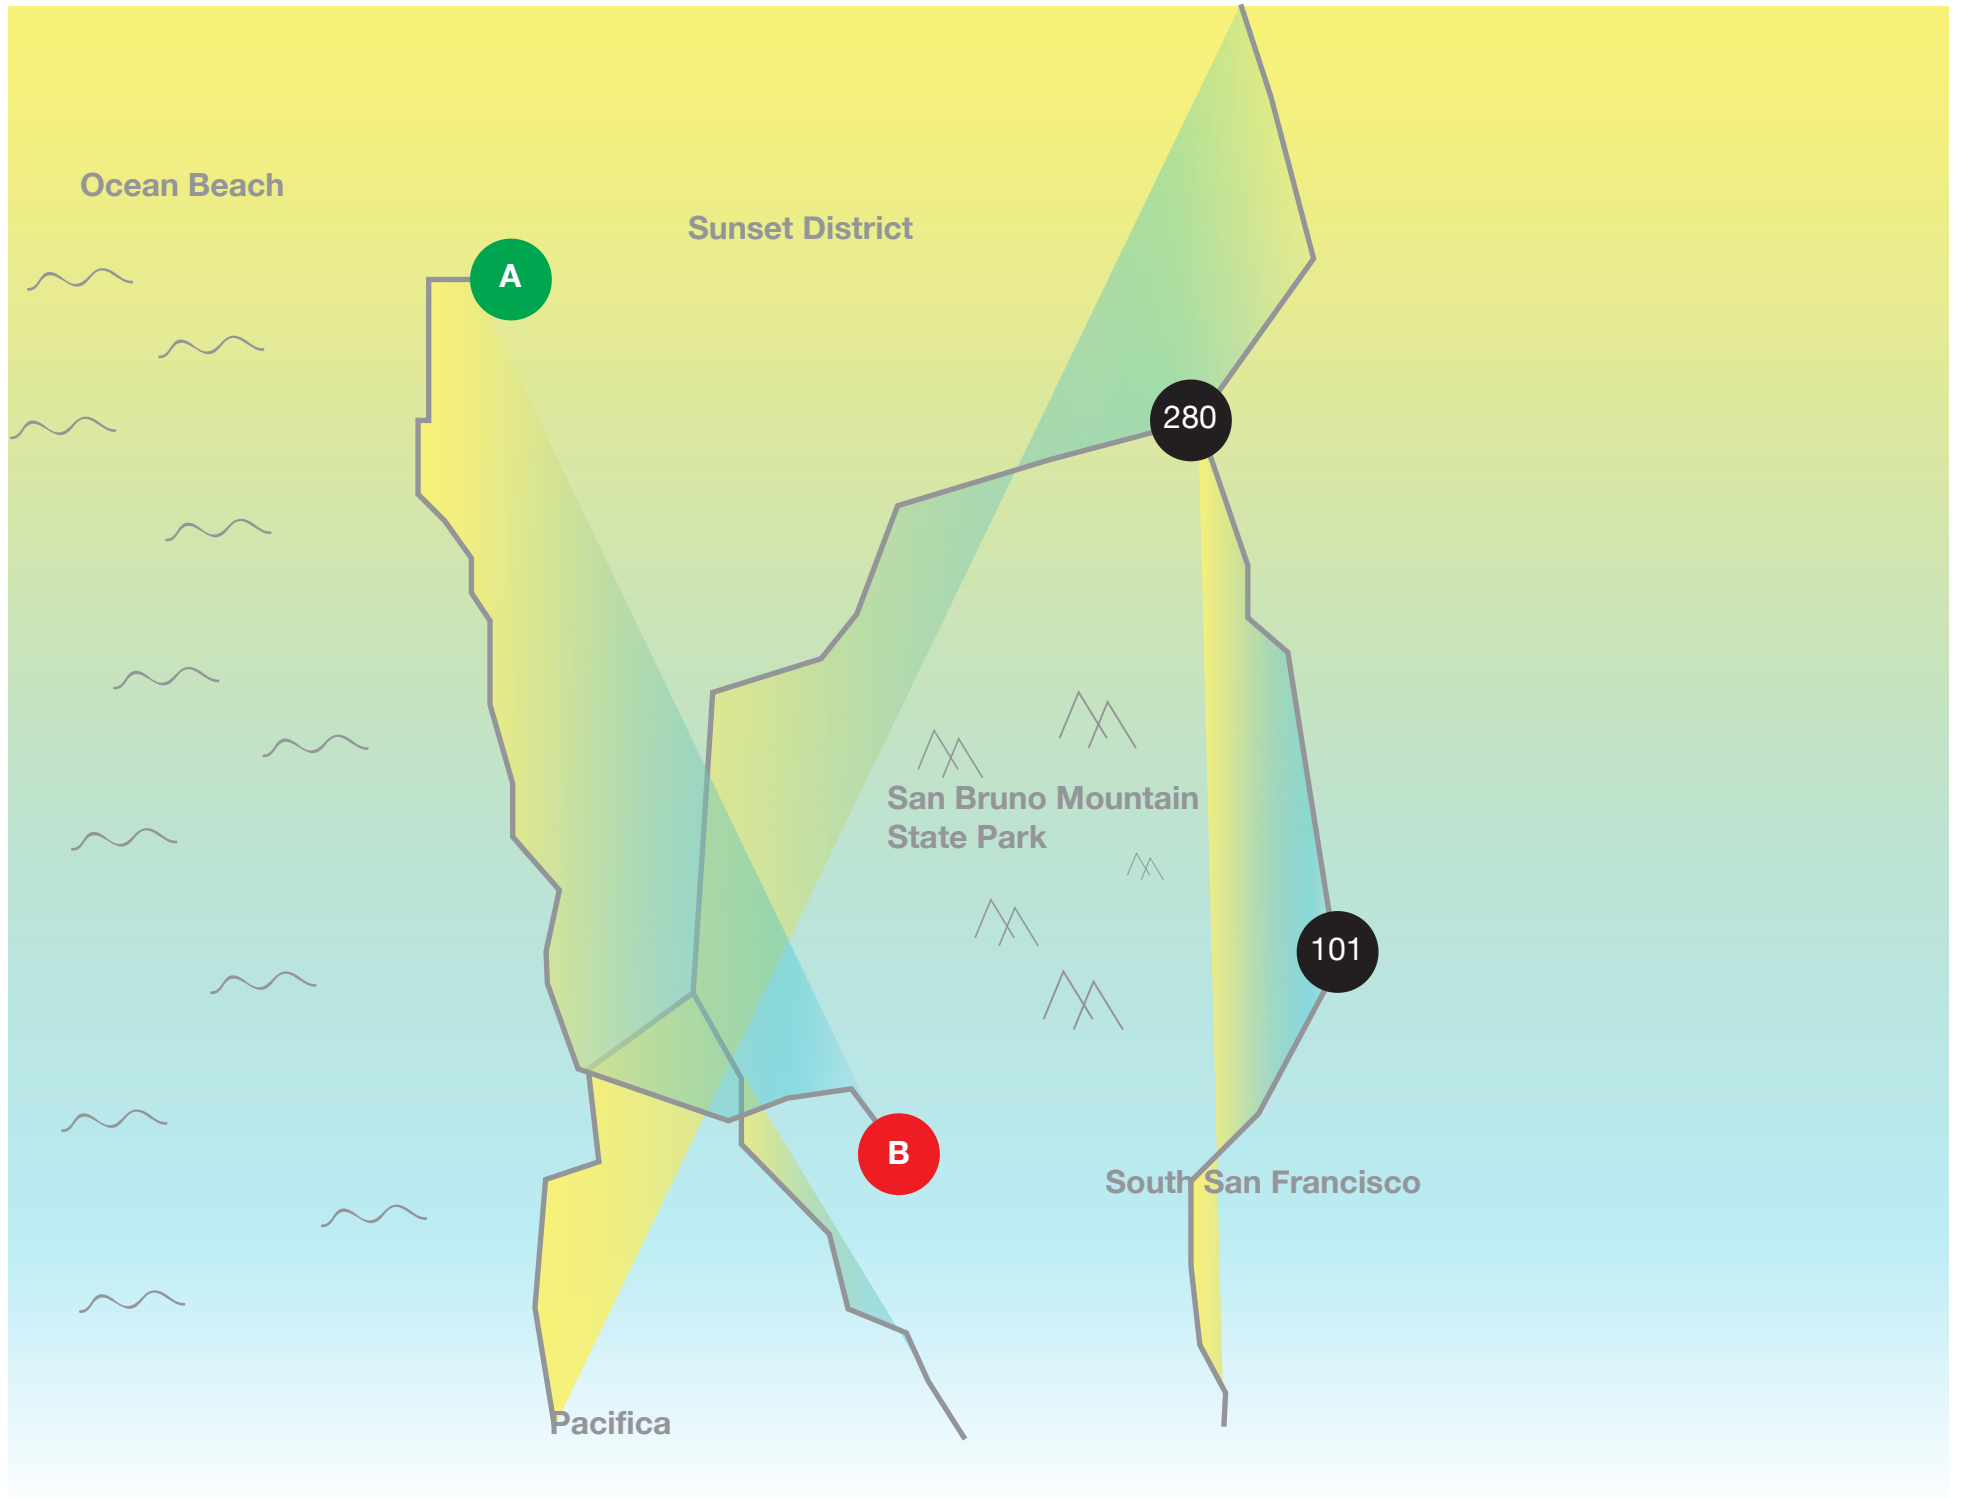 Ocean Beach
Sunset District
A
280
San Bruno Mountain
State Park
101
B
South San Francisco
Pacifica